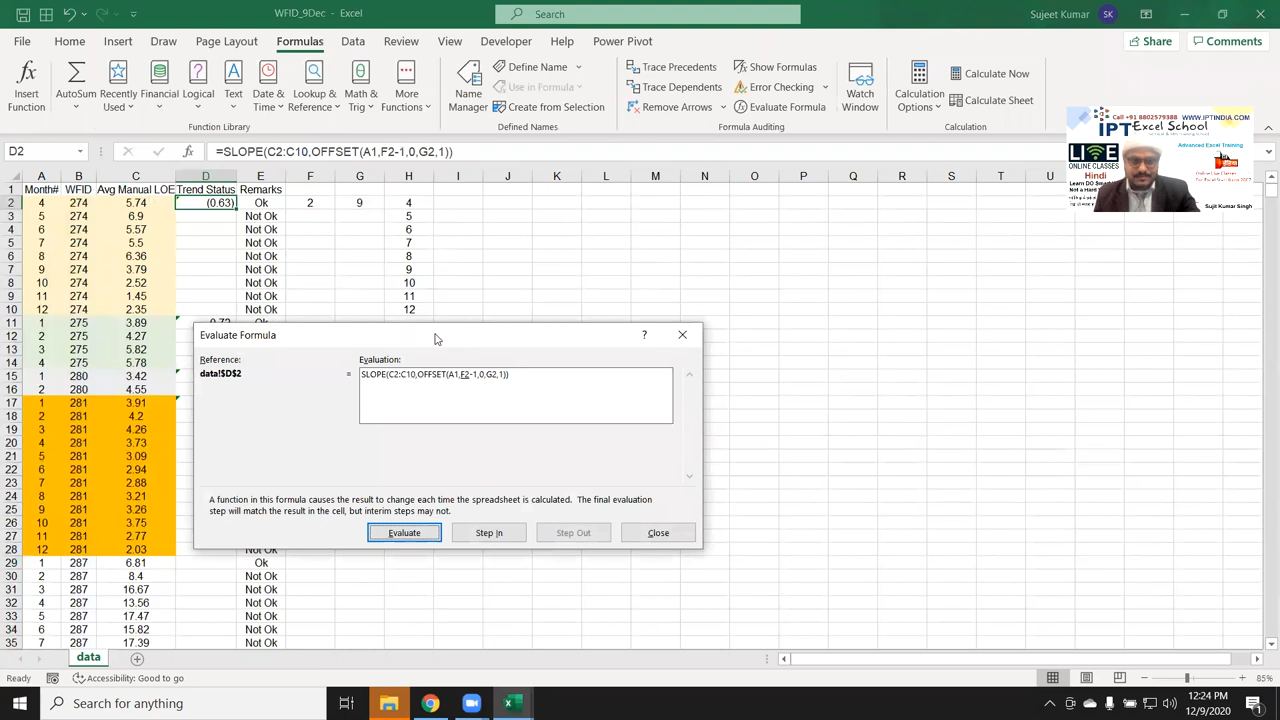 Search
Sujeet Kumar
SK
File
Home
Insert
Draw
Page Layout
Formulas
Data
Review
View
Developer
Help
Power Pivot
Share
Comments
Insert Function
AutoSum
Recently Used
Financial
Logical
Text
Date & Time
Lookup & Reference
Math & Trig
More Functions
Function Library
Name Manager
Define Name
Use in Formula
Create from Selection
Defined Names
Trace Precedents
Trace Dependents
Remove Arrows
Show Formulas
Error Checking
Evaluate Formula
Formula Auditing
Watch Window
Calculation Options
Calculate Now
Calculate Sheet
Calculation
Call +91 8802579388 WWW.IPTINDIA.COM
IPT Excel School
LIVE
ONLINE CLASSES
Hindi
Advanced Excel Training
Sujit Kumar Singh
D2
=SLOPE(C2:C10,OFFSET(A1,F2-1,0,G2,1))
A B C D E F G H I J K L M N O P Q R S T U
1 Month# WFID Avg Manual LOE Trend Status Remarks
2 4 274 5.74 (0.63) Ok 2 9 4
3 5 274 6.9 Not Ok 5
4 6 274 5.57 Not Ok 6
5 7 274 5.5 Not Ok 7
6 8 274 6.36 Not Ok 8
7 9 274 3.79 Not Ok 9
8 10 274 2.52 Not Ok 10
9 11 274 1.45 Not Ok 11
10 12 274 2.35 Not Ok 12
11 1 275 3.89 0.72 Ok
12 2 275 4.27
13 3 275 5.82
14 4 275 5.78
15 1 280 3.42
16 2 280 4.55
17 1 281 3.91
18 2 281 4.2
19 3 281 4.26
20 4 281 3.73
21 5 281 3.09
22 6 281 2.94
23 7 281 2.88
24 8 281 3.21
25 9 281 3.26
26 10 281 3.75
27 11 281 2.77
28 12 281 2.03 Not Ok
29 1 287 6.81 Ok
30 2 287 8.4 Not Ok
31 3 287 16.67 Not Ok
32 4 287 13.56 Not Ok
33 5 287 17.47 Not Ok
34 6 287 15.82 Not Ok
35 7 287 17.39 Not Ok
Evaluate Formula
?
Reference:
Evaluation:
data!$D$2 = SLOPE(C2:C10,OFFSET(A1,F2-1,0,G2,1))
A function in this formula causes the result to change each time the spreadsheet is calculated. The final evaluation
step will match the result in the cell, but interim steps may not.
Evaluate
Step In
Step Out
Close
data
Ready
Accessibility: Good to go
85%
Type here to search
12:24 PM
12/9/2020